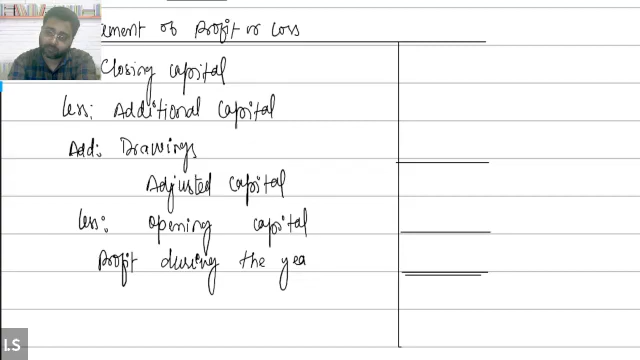 ement of Profit or Loss
Closing capital
Less: Additional Capital
Add: Drawings
Adjusted capital
Less: Opening capital
Profit during the yea
I.S